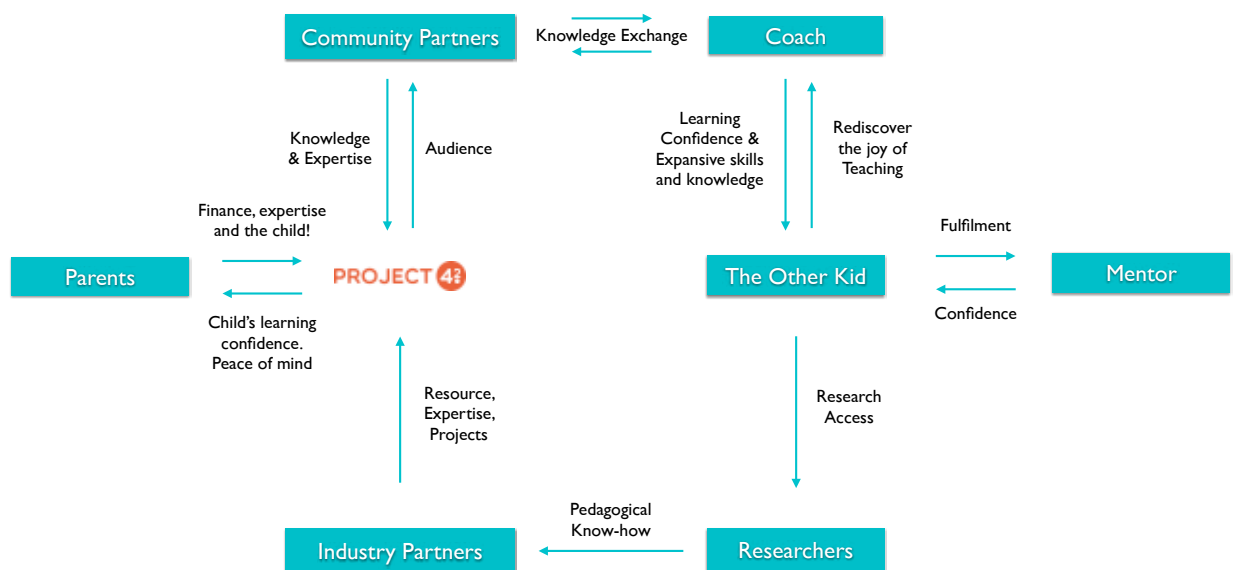 Community Partners
Knowledge Exchange
Coach
Knowledge
& Expertise
Audience
Learning
Confidence &
Expansive skills
and knowledge
Rediscover
the joy of
Teaching
Finance, expertise
and the child!
Fulfilment
Parents
PROJECT
The Other Kid
Mentor
Child's learning
confidence.
Peace of mind
Confidence
Resource,
Expertise,
Projects
Research
Access
Pedagogical
Know-how
Industry Partners
Researchers